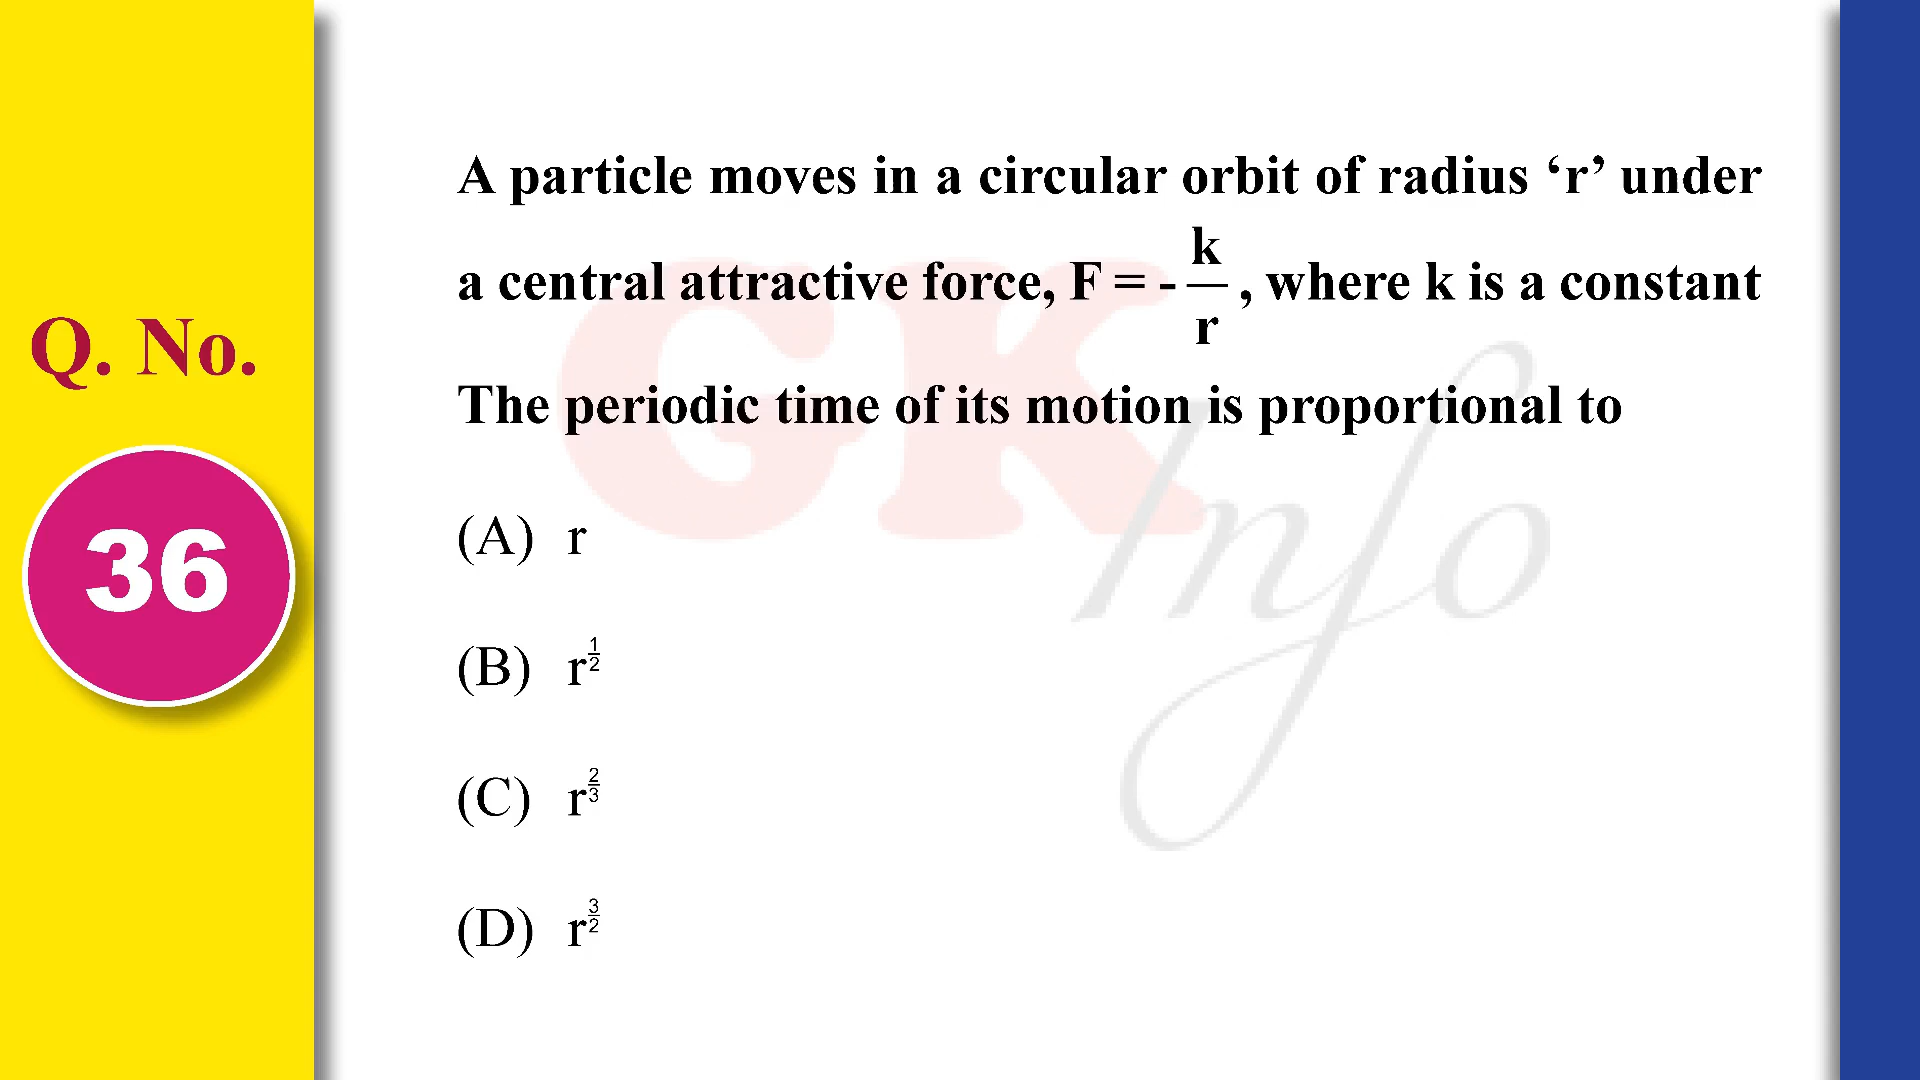 Q. No.
36
A particle moves in a circular orbit of radius ‘r’ under
a central attractive force, F = - k/r , where k is a constant
The periodic time of its motion is proportional to
(A) r
(B) r^(1/2)
(C) r^(2/3)
(D) r^(3/2)
GK
Info